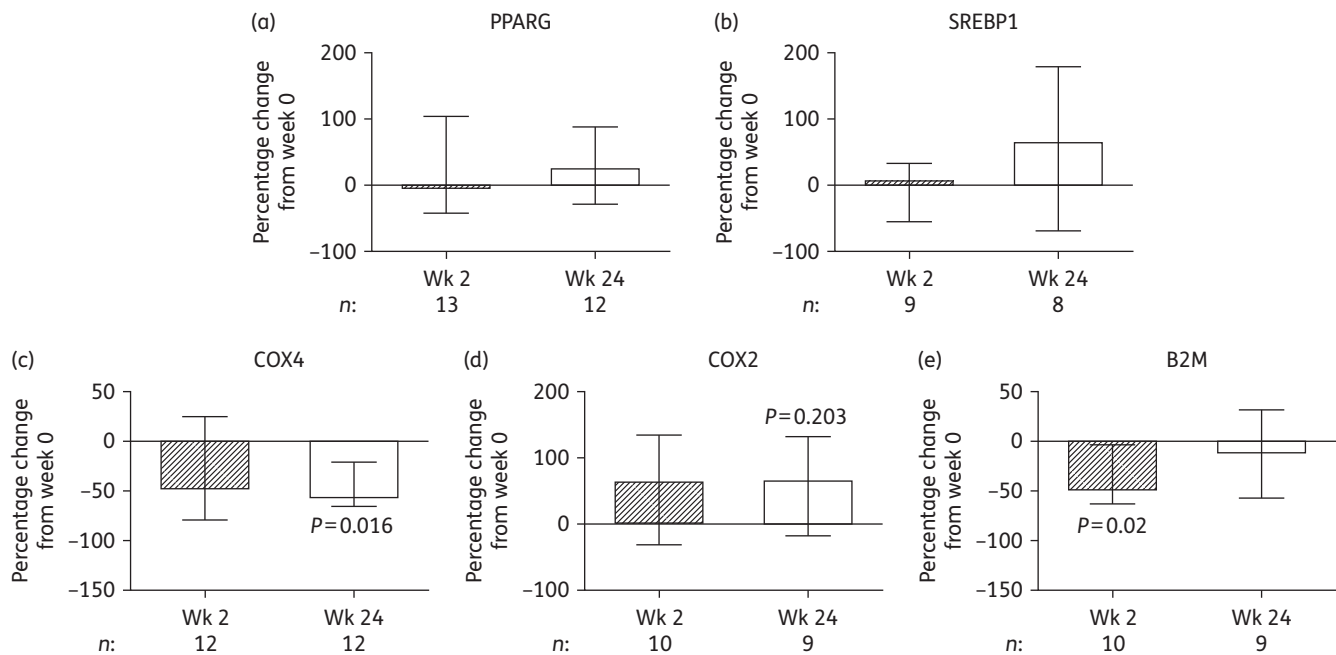 (a) PPARG
200
100
0
−100
Percentage change
from week 0
Wk 2 Wk 24
n: 13 12
(b) SREBP1
200
100
0
−100
Percentage change
from week 0
Wk 2 Wk 24
n: 9 8
(c) COX4
50
0
−50
−100
−150
Percentage change
from week 0
P=0.016
Wk 2 Wk 24
n: 12 12
(d) COX2
200
100
0
−100
Percentage change
from week 0
P=0.203
Wk 2 Wk 24
n: 10 9
(e) B2M
50
0
−50
−100
−150
Percentage change
from week 0
P=0.02
Wk 2 Wk 24
n: 10 9